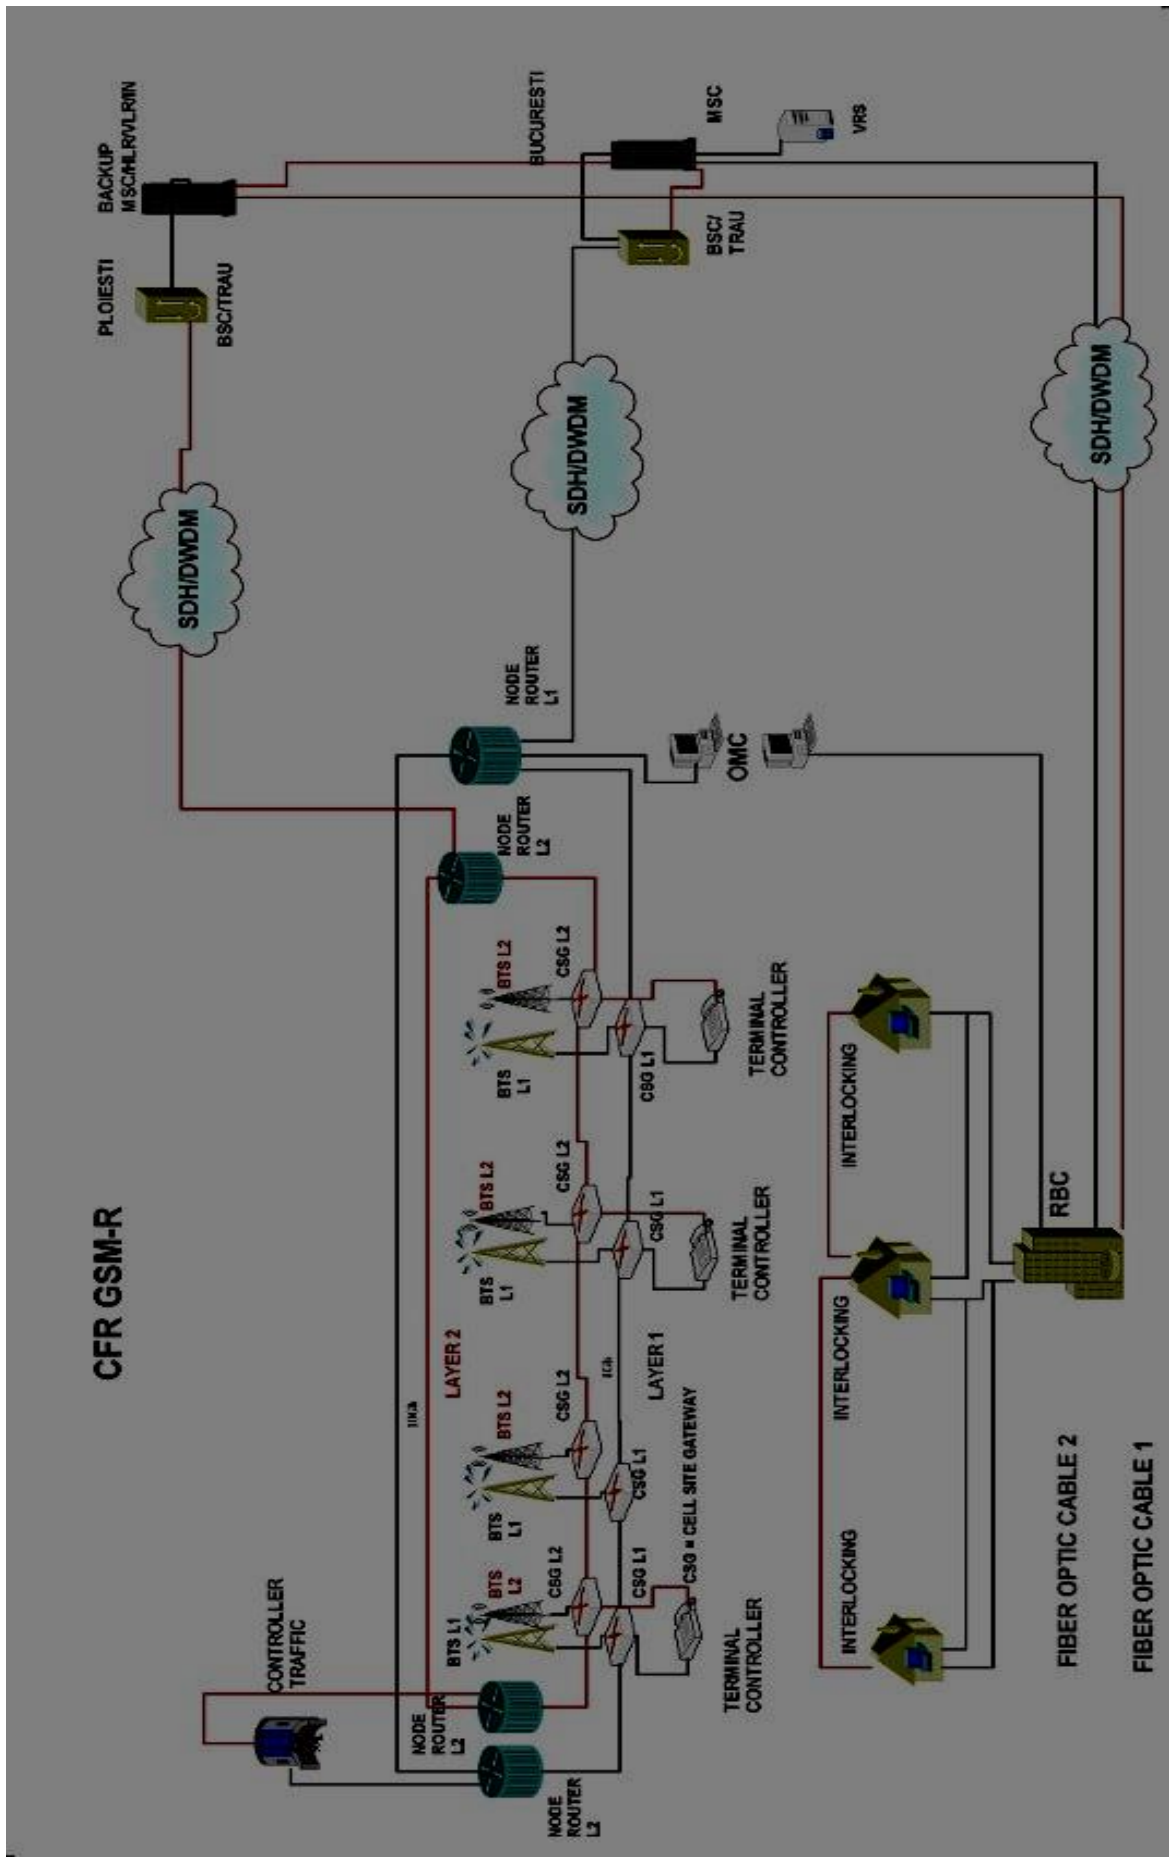 CFR GSM-R
PLOIESTI
BACKUP
MSC/HLR/VLR/IN
BSC/TRAU
SDH/DWDM
CONTROLLER
TRAFFIC
NODE
ROUTER
L2
NODE
ROUTER
L2
LAYER 2
BTS L1
BTS
L2
BTS
L1
BTS L2
BTS
L1
BTS L2
BTS
L1
BTS L2
CSG L2
CSG L2
CSG L2
CSG L2
NODE
ROUTER
L2
NODE
ROUTER
L1
SDH/DWDM
BUCURESTI
MSC
BSC/
TRAU
VRS
CSG L1
CSG L1
CSG L1
CSG L1
LAYER 1
CSG = CELL SITE GATEWAY
OMC
TERMINAL
CONTROLLER
TERMINAL
CONTROLLER
TERMINAL
CONTROLLER
INTERLOCKING
INTERLOCKING
INTERLOCKING
RBC
SDH/DWDM
FIBER OPTIC CABLE 2
FIBER OPTIC CABLE 1